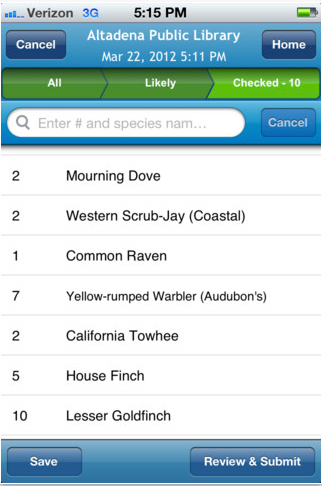 Verizon 3G 5:15 PM
Cancel Altadena Public Library Home
Mar 22, 2012 5:11 PM
All Likely Checked - 10
Enter # and species nam... Cancel
2 Mourning Dove
2 Western Scrub-Jay (Coastal)
1 Common Raven
7 Yellow-rumped Warbler (Audubon's)
2 California Towhee
5 House Finch
10 Lesser Goldfinch
Save Review & Submit